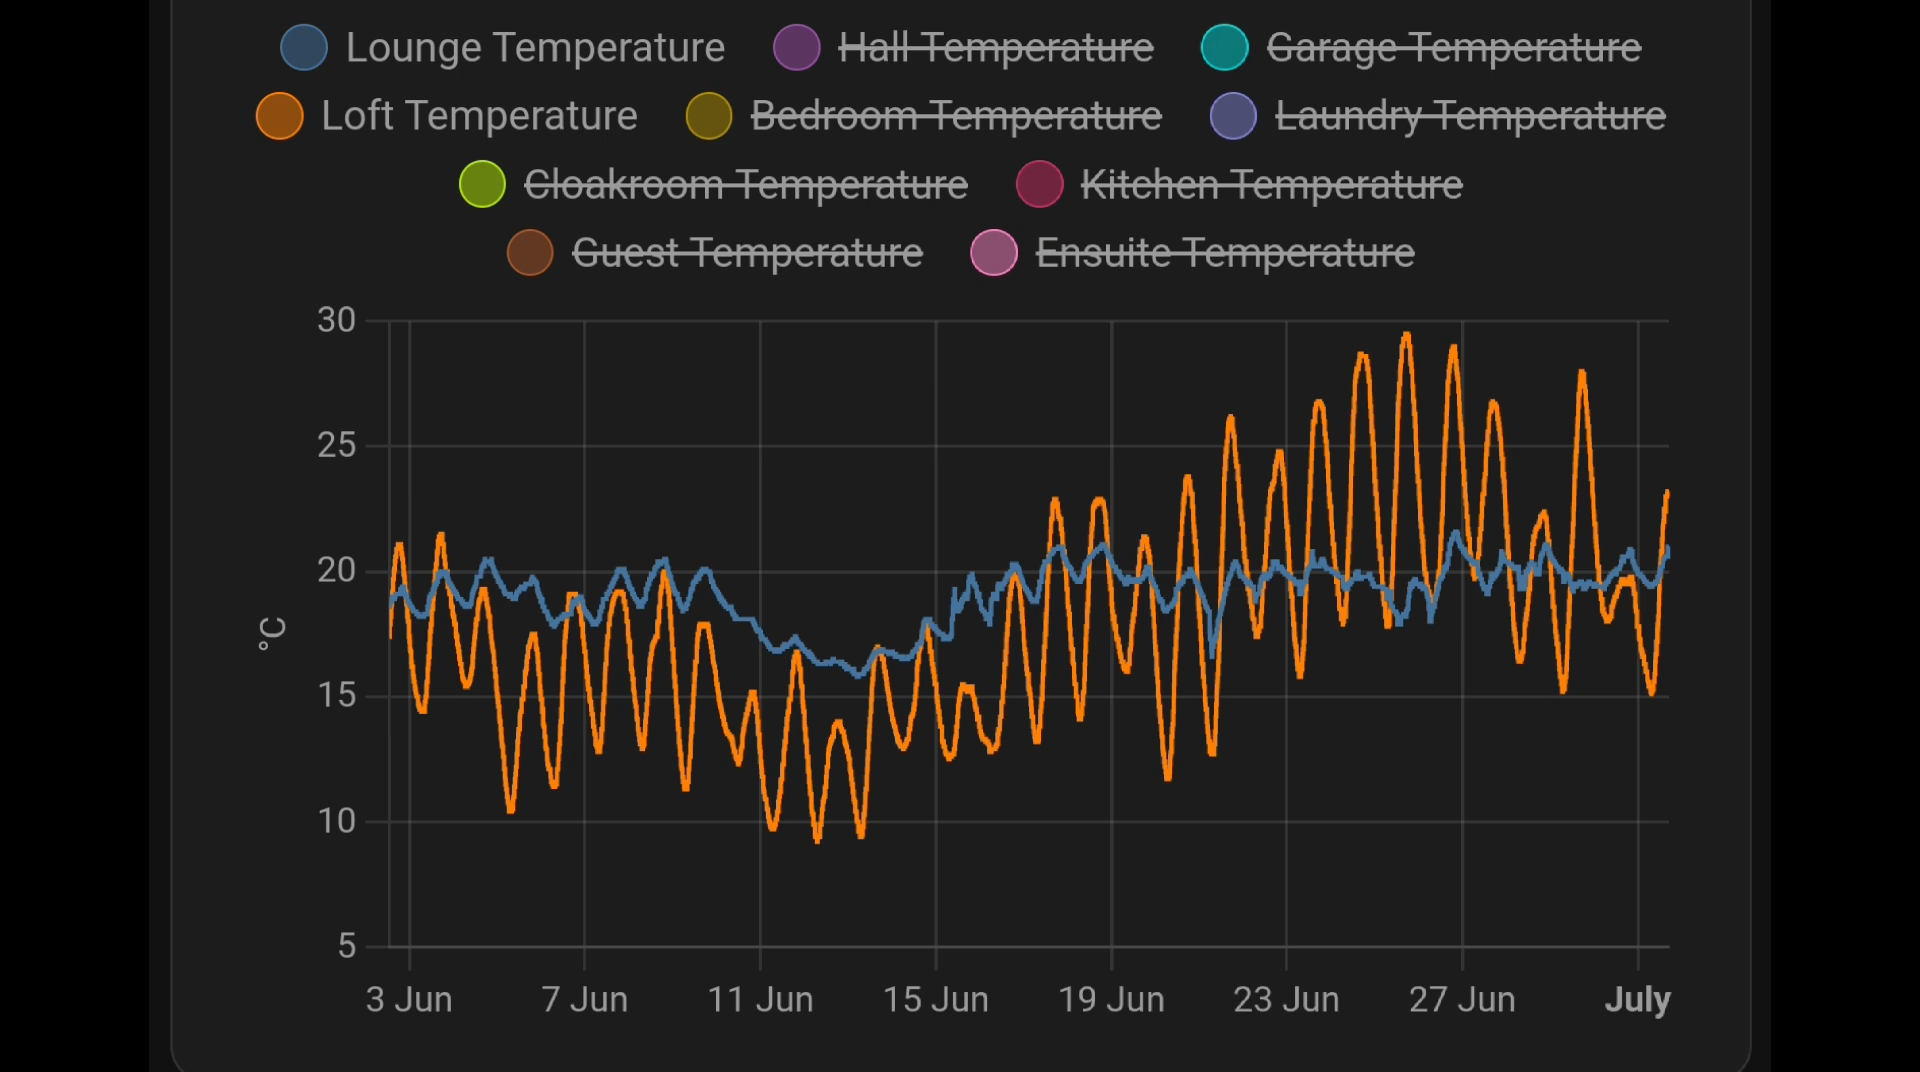 Lounge Temperature Hall Temperature Garage Temperature
Loft Temperature Bedroom Temperature Laundry Temperature
Cloakroom Temperature Kitchen Temperature
Guest Temperature Ensuite Temperature
30
25
20
°C
15
10
5
3 Jun 7 Jun 11 Jun 15 Jun 19 Jun 23 Jun 27 Jun July